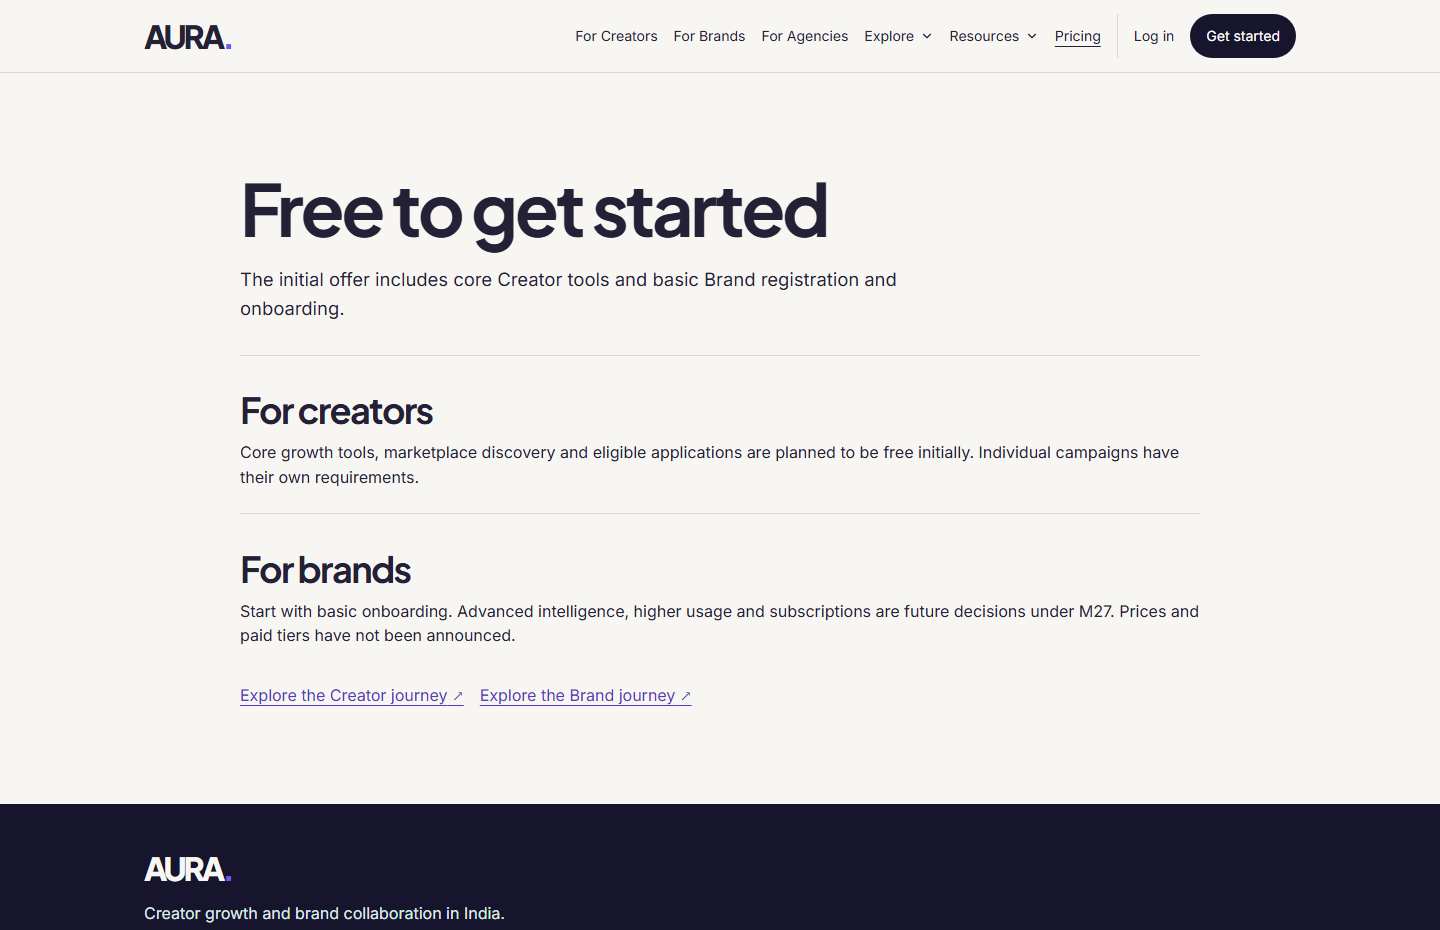 AURA.
For Creators For Brands For Agencies Explore Resources Pricing Log in Get started
Free to get started
The initial offer includes core Creator tools and basic Brand registration and
onboarding.
For creators
Core growth tools, marketplace discovery and eligible applications are planned to be free initially. Individual campaigns have
their own requirements.
For brands
Start with basic onboarding. Advanced intelligence, higher usage and subscriptions are future decisions under M27. Prices and
paid tiers have not been announced.
Explore the Creator journey ↗ Explore the Brand journey ↗
AURA.
Creator growth and brand collaboration in India.